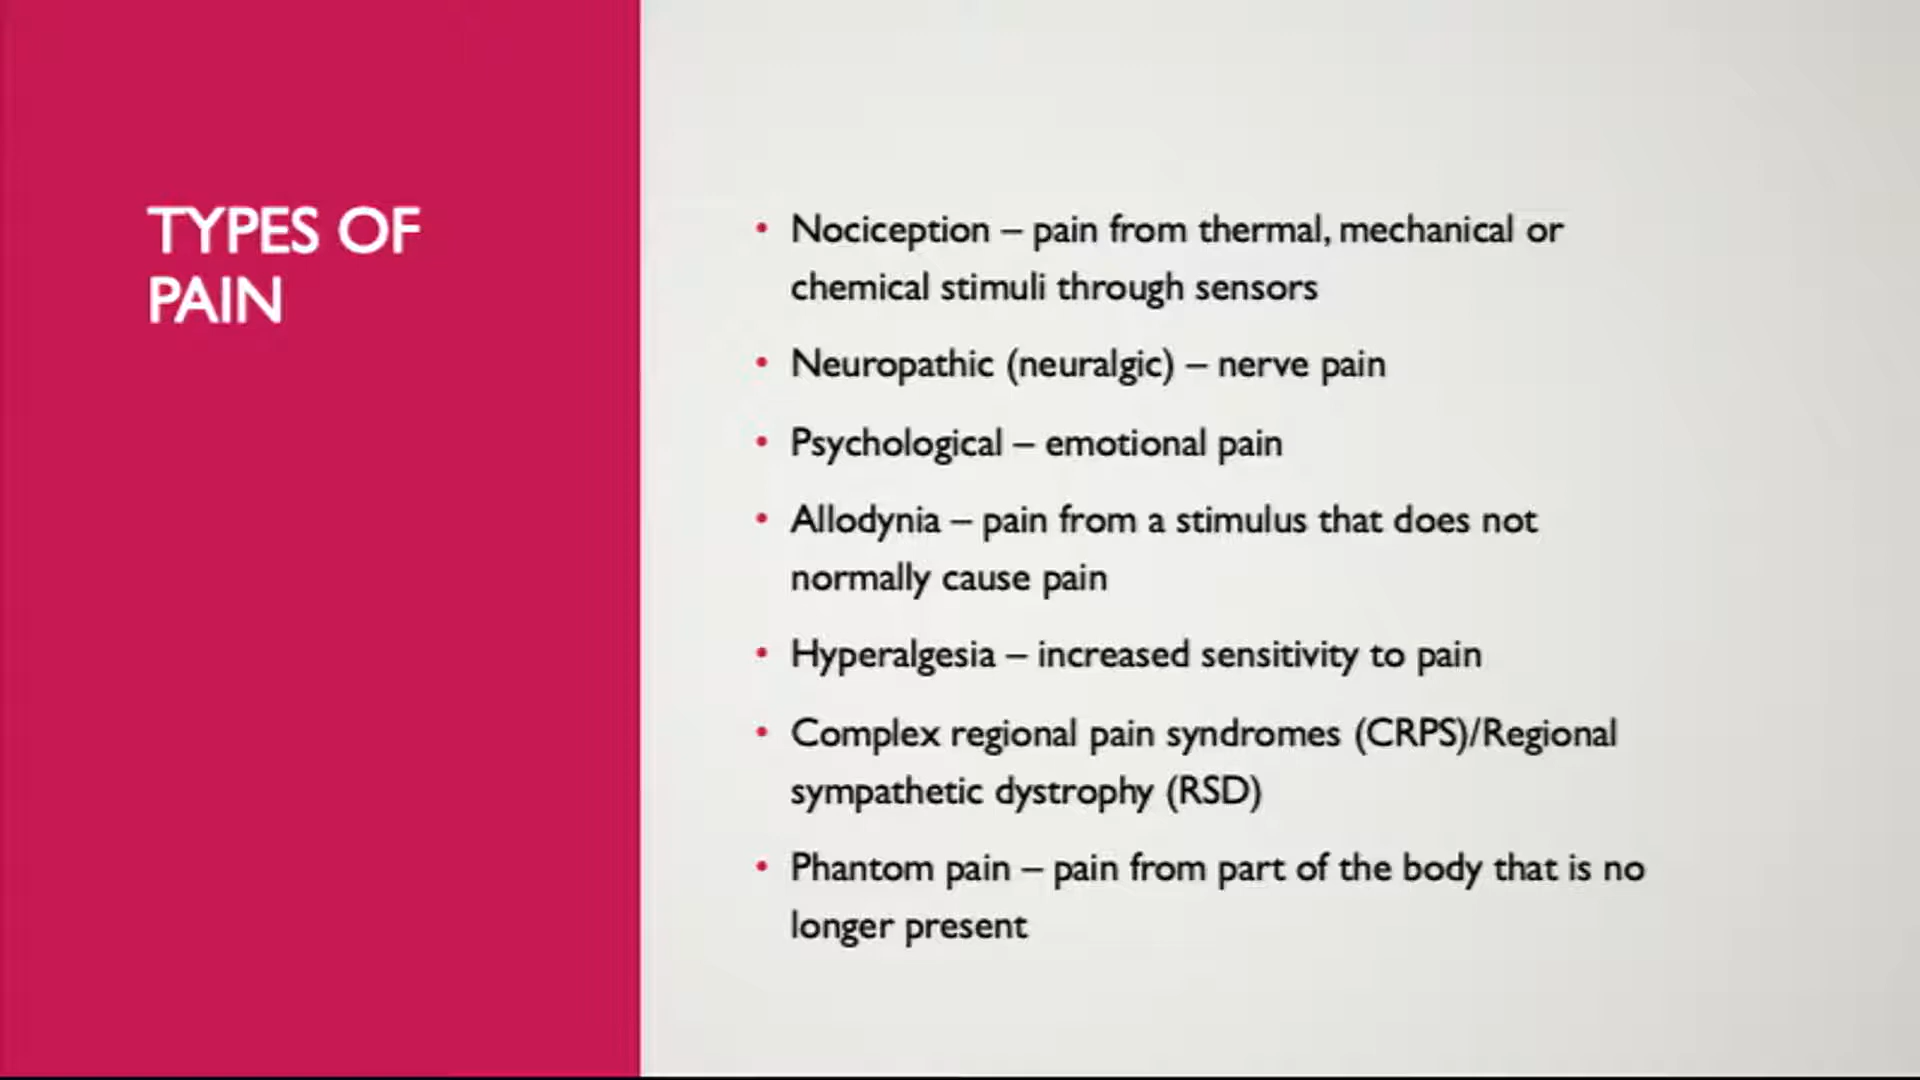 TYPES OF
PAIN
• Nociception – pain from thermal, mechanical or
chemical stimuli through sensors
• Neuropathic (neuralgic) – nerve pain
• Psychological – emotional pain
• Allodynia – pain from a stimulus that does not
normally cause pain
• Hyperalgesia – increased sensitivity to pain
• Complex regional pain syndromes (CRPS)/Regional
sympathetic dystrophy (RSD)
• Phantom pain – pain from part of the body that is no
longer present